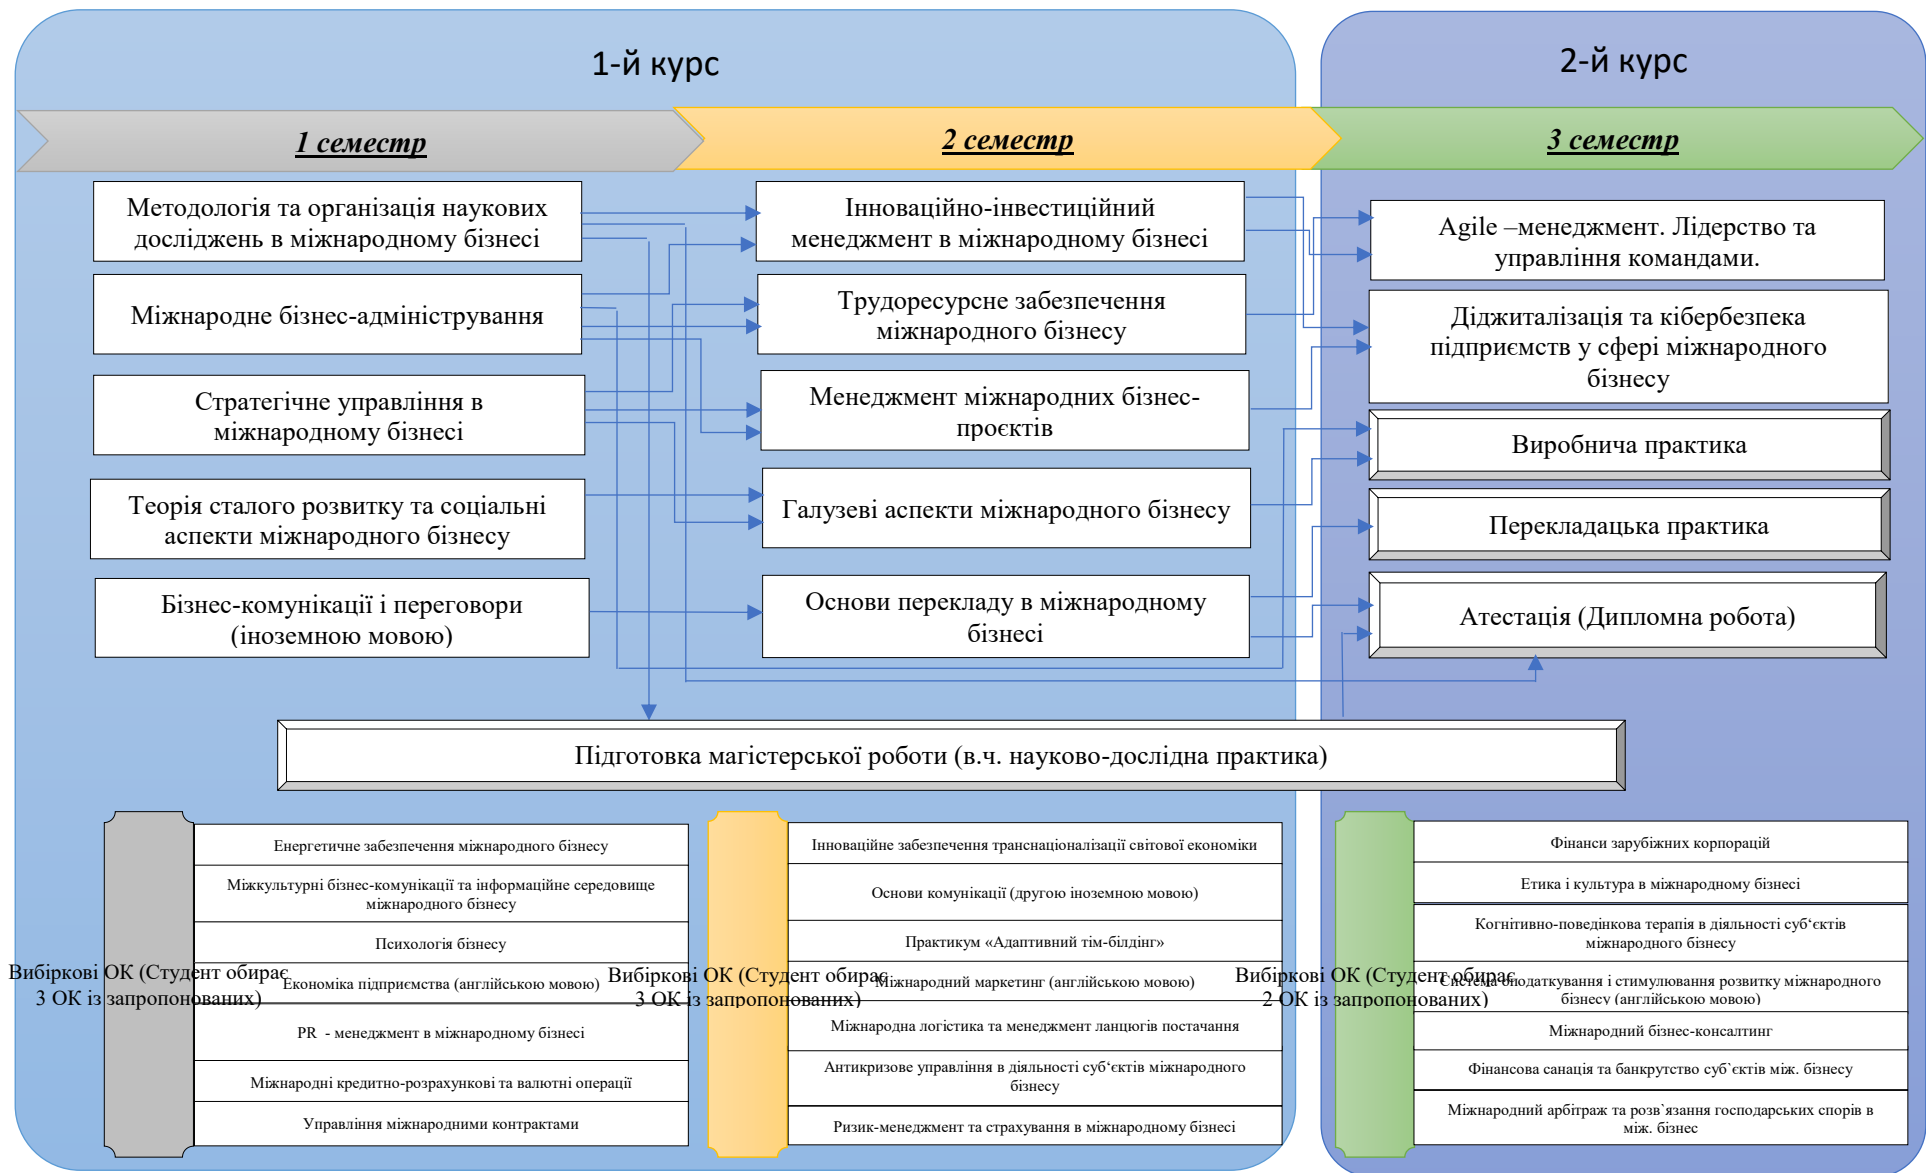 1-й курс
2-й курс
1 семестр
2 семестр
3 семестр
Методологія та організація наукових
досліджень в міжнародному бізнесі
Міжнародне бізнес-адміністрування
Стратегічне управління в
міжнародному бізнесі
Теорія сталого розвитку та соціальні
аспекти міжнародного бізнесу
Бізнес-комунікації і переговори
(іноземною мовою)
Інноваційно-інвестиційний
менеджмент в міжнародному бізнесі
Трудоресурсне забезпечення
міжнародного бізнесу
Менеджмент міжнародних бізнес-
проєктів
Галузеві аспекти міжнародного бізнесу
Основи перекладу в міжнародному
бізнесі
Agile –менеджмент. Лідерство та
управління командами.
Діджиталізація та кібербезпека
підприємств у сфері міжнародного
бізнесу
Виробнича практика
Перекладацька практика
Атестація (Дипломна робота)
Підготовка магістерської роботи (в.ч. науково-дослідна практика)
Вибіркові ОК (Студент обирає
3 ОК із запропонованих)
Енергетичне забезпечення міжнародного бізнесу
Міжкультурні бізнес-комунікації та інформаційне середовище
міжнародного бізнесу
Психологія бізнесу
Економіка підприємства (англійською мовою)
PR - менеджмент в міжнародному бізнесі
Міжнародні кредитно-розрахункові та валютні операції
Управління міжнародними контрактами
Вибіркові ОК (Студент обирає
3 ОК із запропонованих)
Інноваційне забезпечення транснаціоналізації світової економіки
Основи комунікації (другою іноземною мовою)
Практикум «Адаптивний тім-білдінг»
Міжнародний маркетинг (англійською мовою)
Міжнародна логістика та менеджмент ланцюгів постачання
Антикризове управління в діяльності суб‘єктів міжнародного
бізнесу
Ризик-менеджмент та страхування в міжнародному бізнесі
Вибіркові ОК (Студент обирає
2 ОК із запропонованих)
Фінанси зарубіжних корпорацій
Етика і культура в міжнародному бізнесі
Когнітивно-поведінкова терапія в діяльності суб‘єктів
міжнародного бізнесу
Система оподаткування і стимулювання розвитку міжнародного
бізнесу (англійською мовою)
Міжнародний бізнес-консалтинг
Фінансова санація та банкрутство суб`єктів між. бізнесу
Міжнародний арбітраж та розв`язання господарських спорів в
між. бізнес